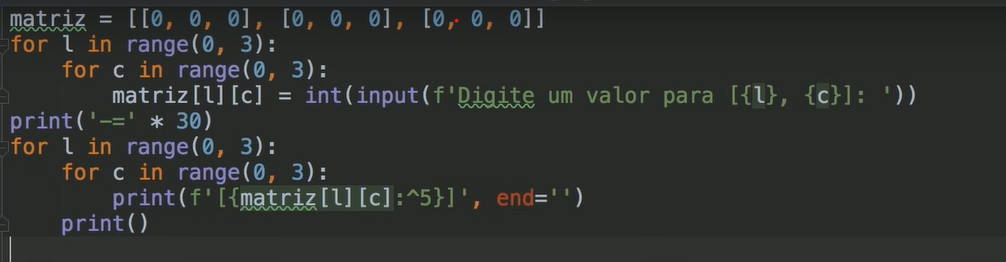 matriz = [[0, 0, 0], [0, 0, 0], [0, 0, 0]]
for l in range(0, 3):
    for c in range(0, 3):
        matriz[l][c] = int(input(f'Digite um valor para [{l}, {c}]: '))
print('-=' * 30)
for l in range(0, 3):
    for c in range(0, 3):
        print(f'[{matriz[l][c]:^5}]', end='')
    print()